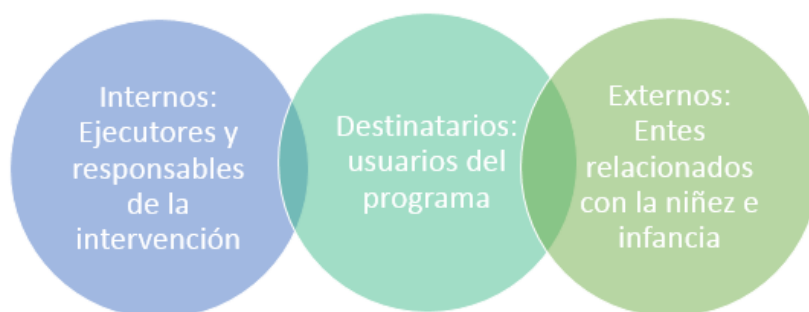 Internos:
Ejecutores y
responsables
de la
intervención
Destinatarios:
usuarios del
programa
Externos:
Entes
relacionados
con la niñez e
infancia